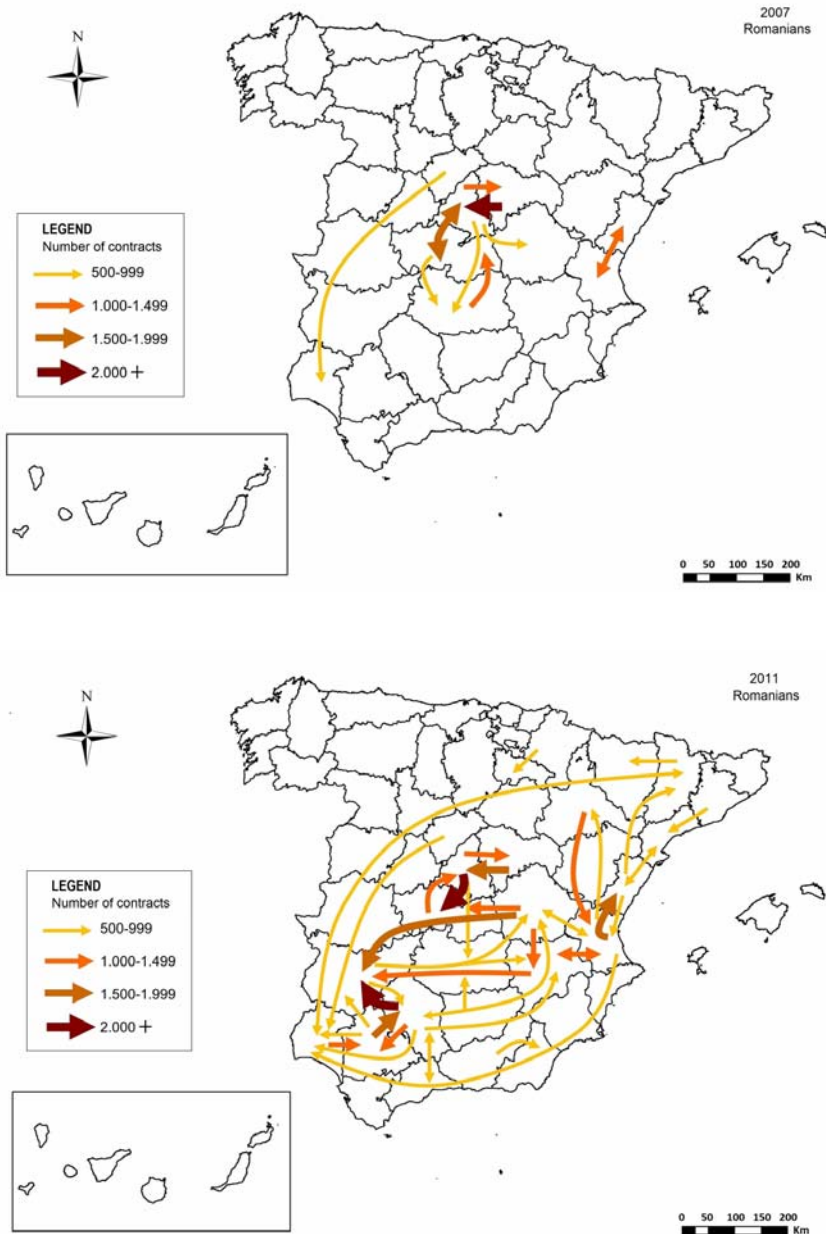 2007
Romanians
N
LEGEND
Number of contracts
500-999
1.000-1.499
1.500-1.999
2.000 +
0 25 50 100 150 200
Km
2011
Romanians
N
LEGEND
Number of contracts
500-999
1.000-1.499
1.500-1.999
2.000 +
0 25 50 100 150 200
Km